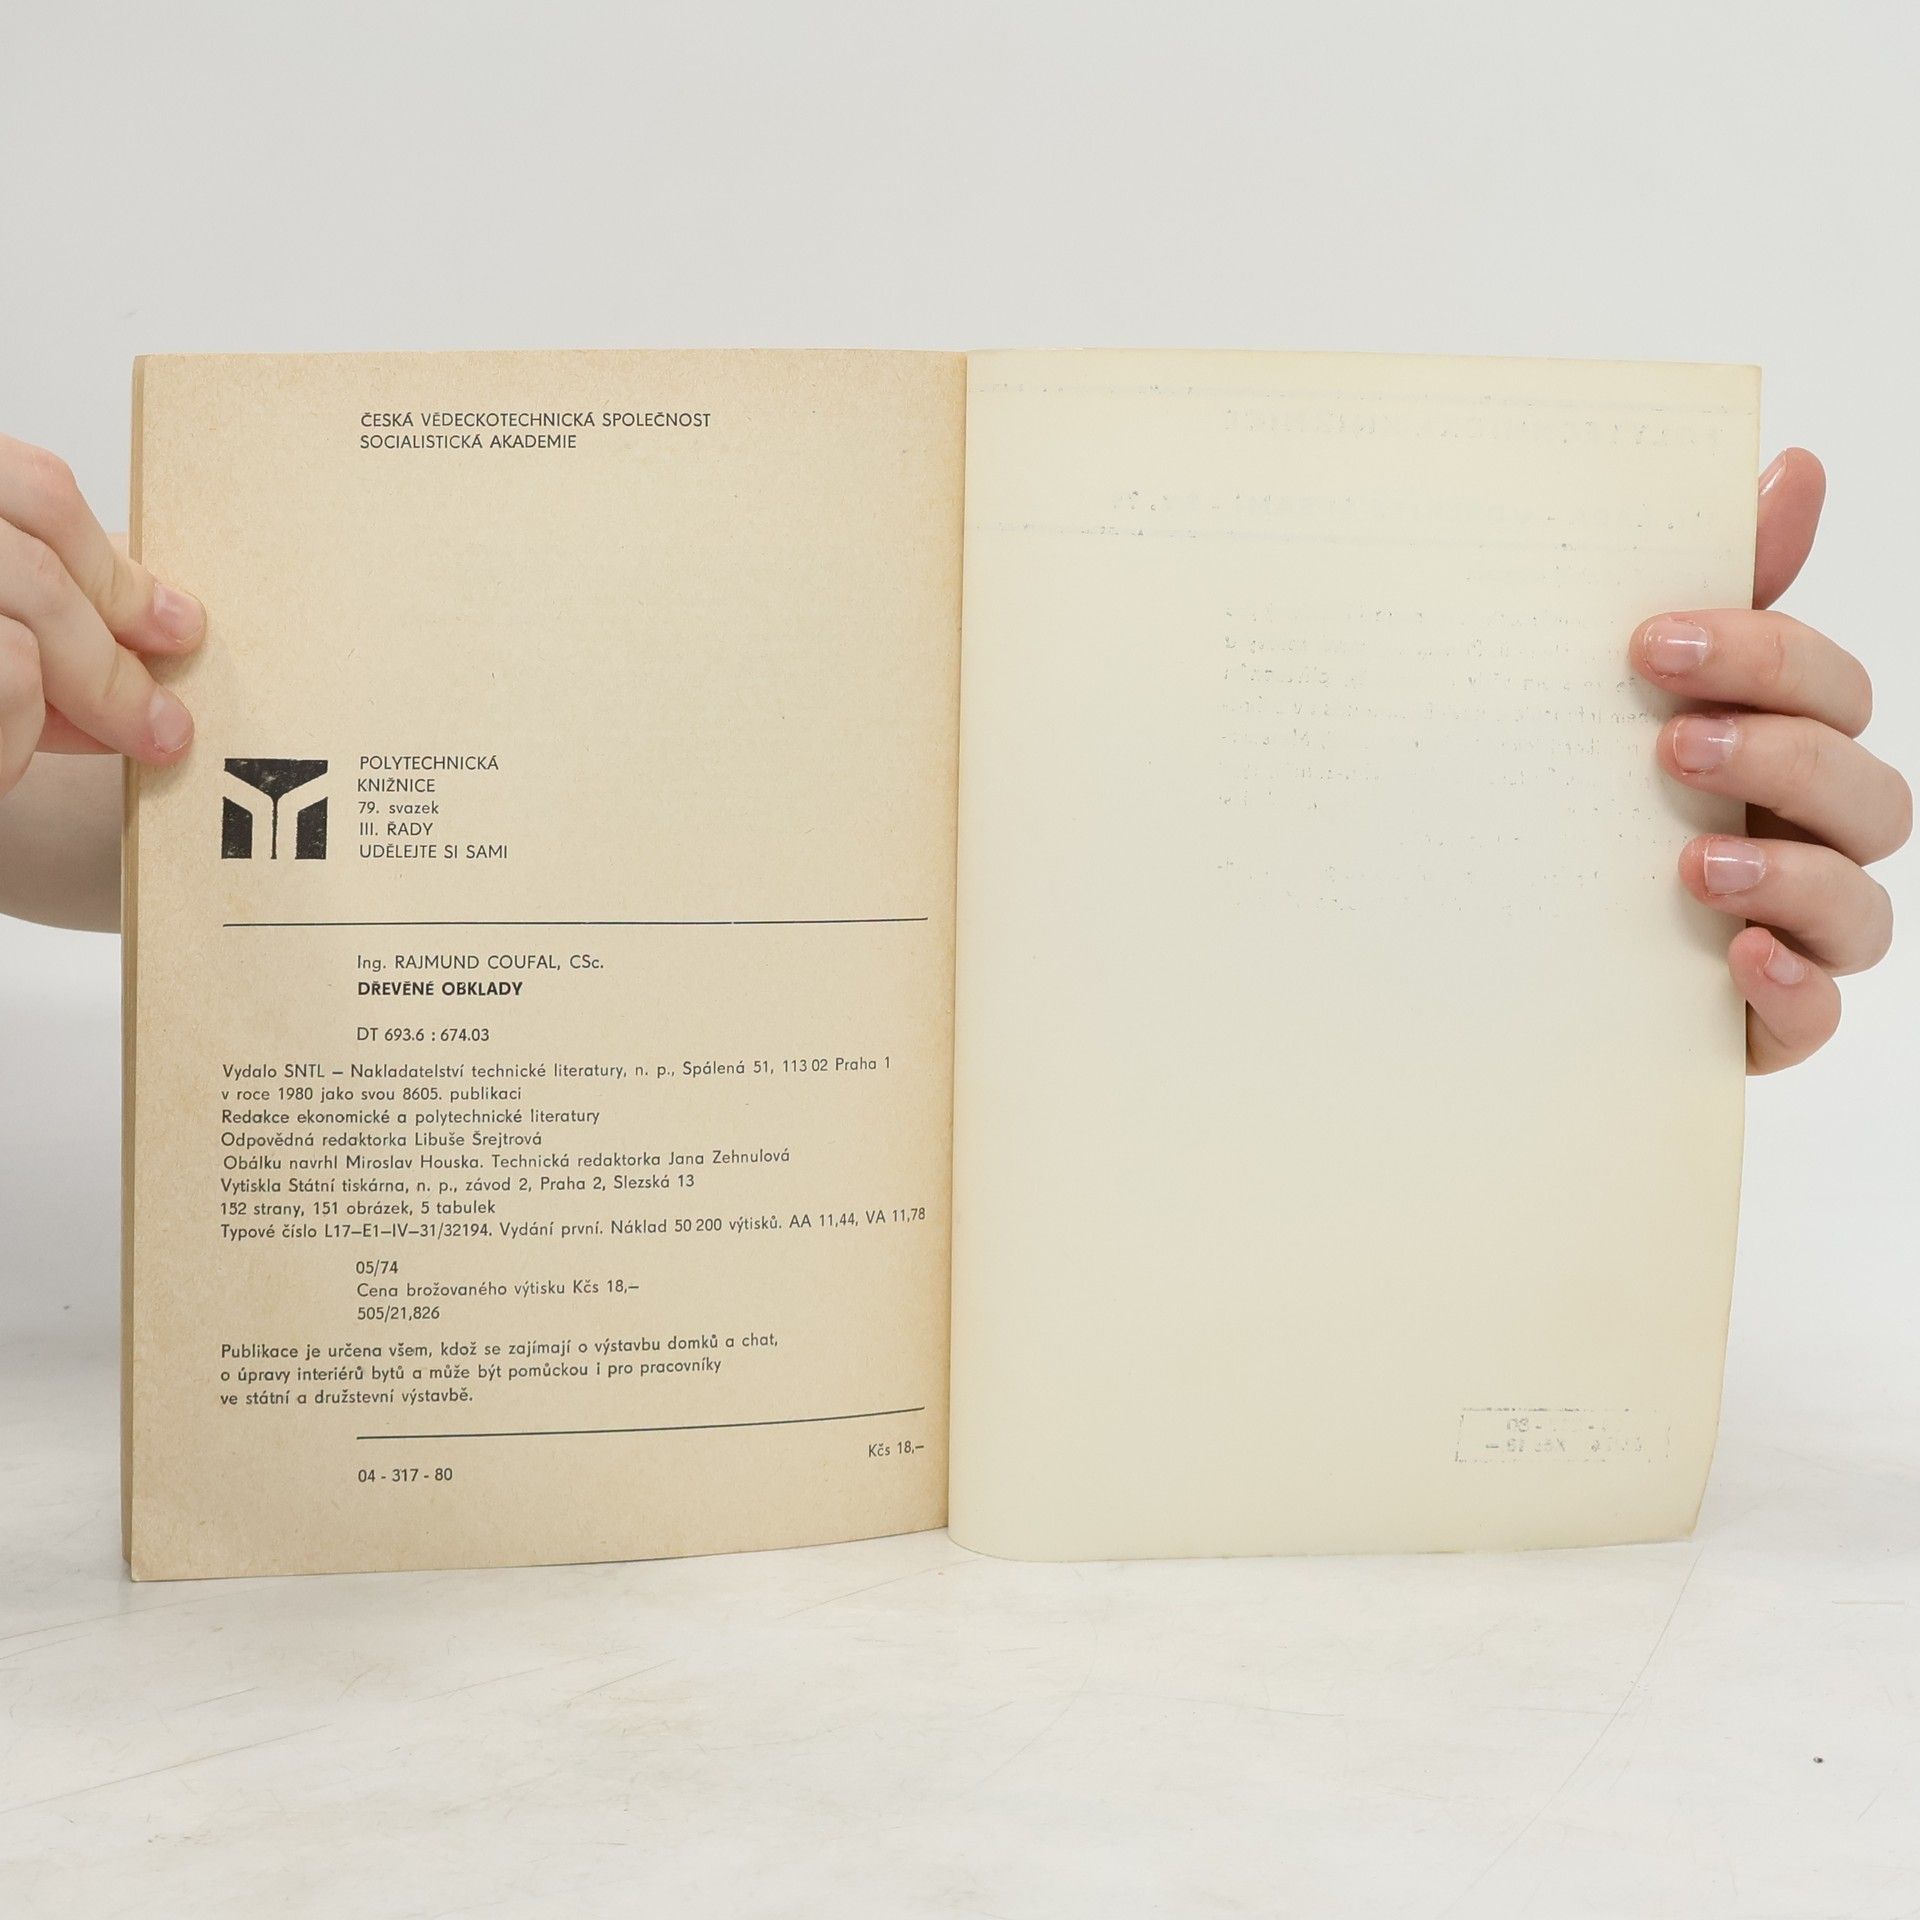 ČESKÁ VĚDECKOTECHNICKÁ SPOLEČNOST
SOCIALISTICKÁ AKADEMIE
POLYTECHNICKÁ
KNIŽNICE
79. svazek
III. ŘADY
UDĚLEJTE SI SAMI
Ing. RAJMUND COUFAL, CSc.
DŘEVĚNÉ OBKLADY
DT 693.6 : 674.03
Vydalo SNTL – Nakladatelství technické literatury, n. p., Spálená 51, 113 02 Praha 1
v roce 1980 jako svou 8605. publikaci
Redakce ekonomické a polytechnické literatury
Odpovědná redaktorka Libuše Šrejtrová
Obálku navrhl Miroslav Houska. Technická redaktorka Jana Zehnulová
Vytiskla Státní tiskárna, n. p., závod 2, Praha 2, Slezská 13
152 strany, 151 obrázek, 5 tabulek
Typové číslo L17–E1–IV–31/32194. Vydání první. Náklad 50 200 výtisků. AA 11,44, VA 11,78
05/74
Cena brožovaného výtisku Kčs 18,–
505/21,826
Publikace je určena všem, kdož se zajímají o výstavbu domků a chat,
o úpravy interiérů bytů a může být pomůckou i pro pracovníky
ve státní a družstevní výstavbě.
Kčs 18,–
04 - 317 - 80